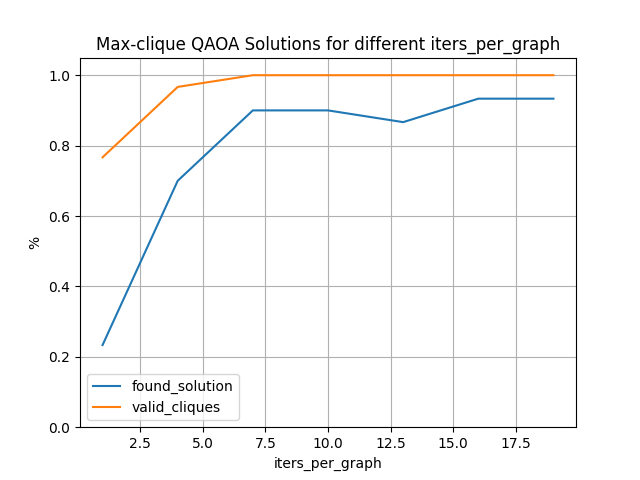 Max-clique QAOA Solutions for different iters_per_graph
1.0
0.8
0.6
0.4
0.2
0.0
%
found_solution
valid_cliques
2.5 5.0 7.5 10.0 12.5 15.0 17.5
iters_per_graph